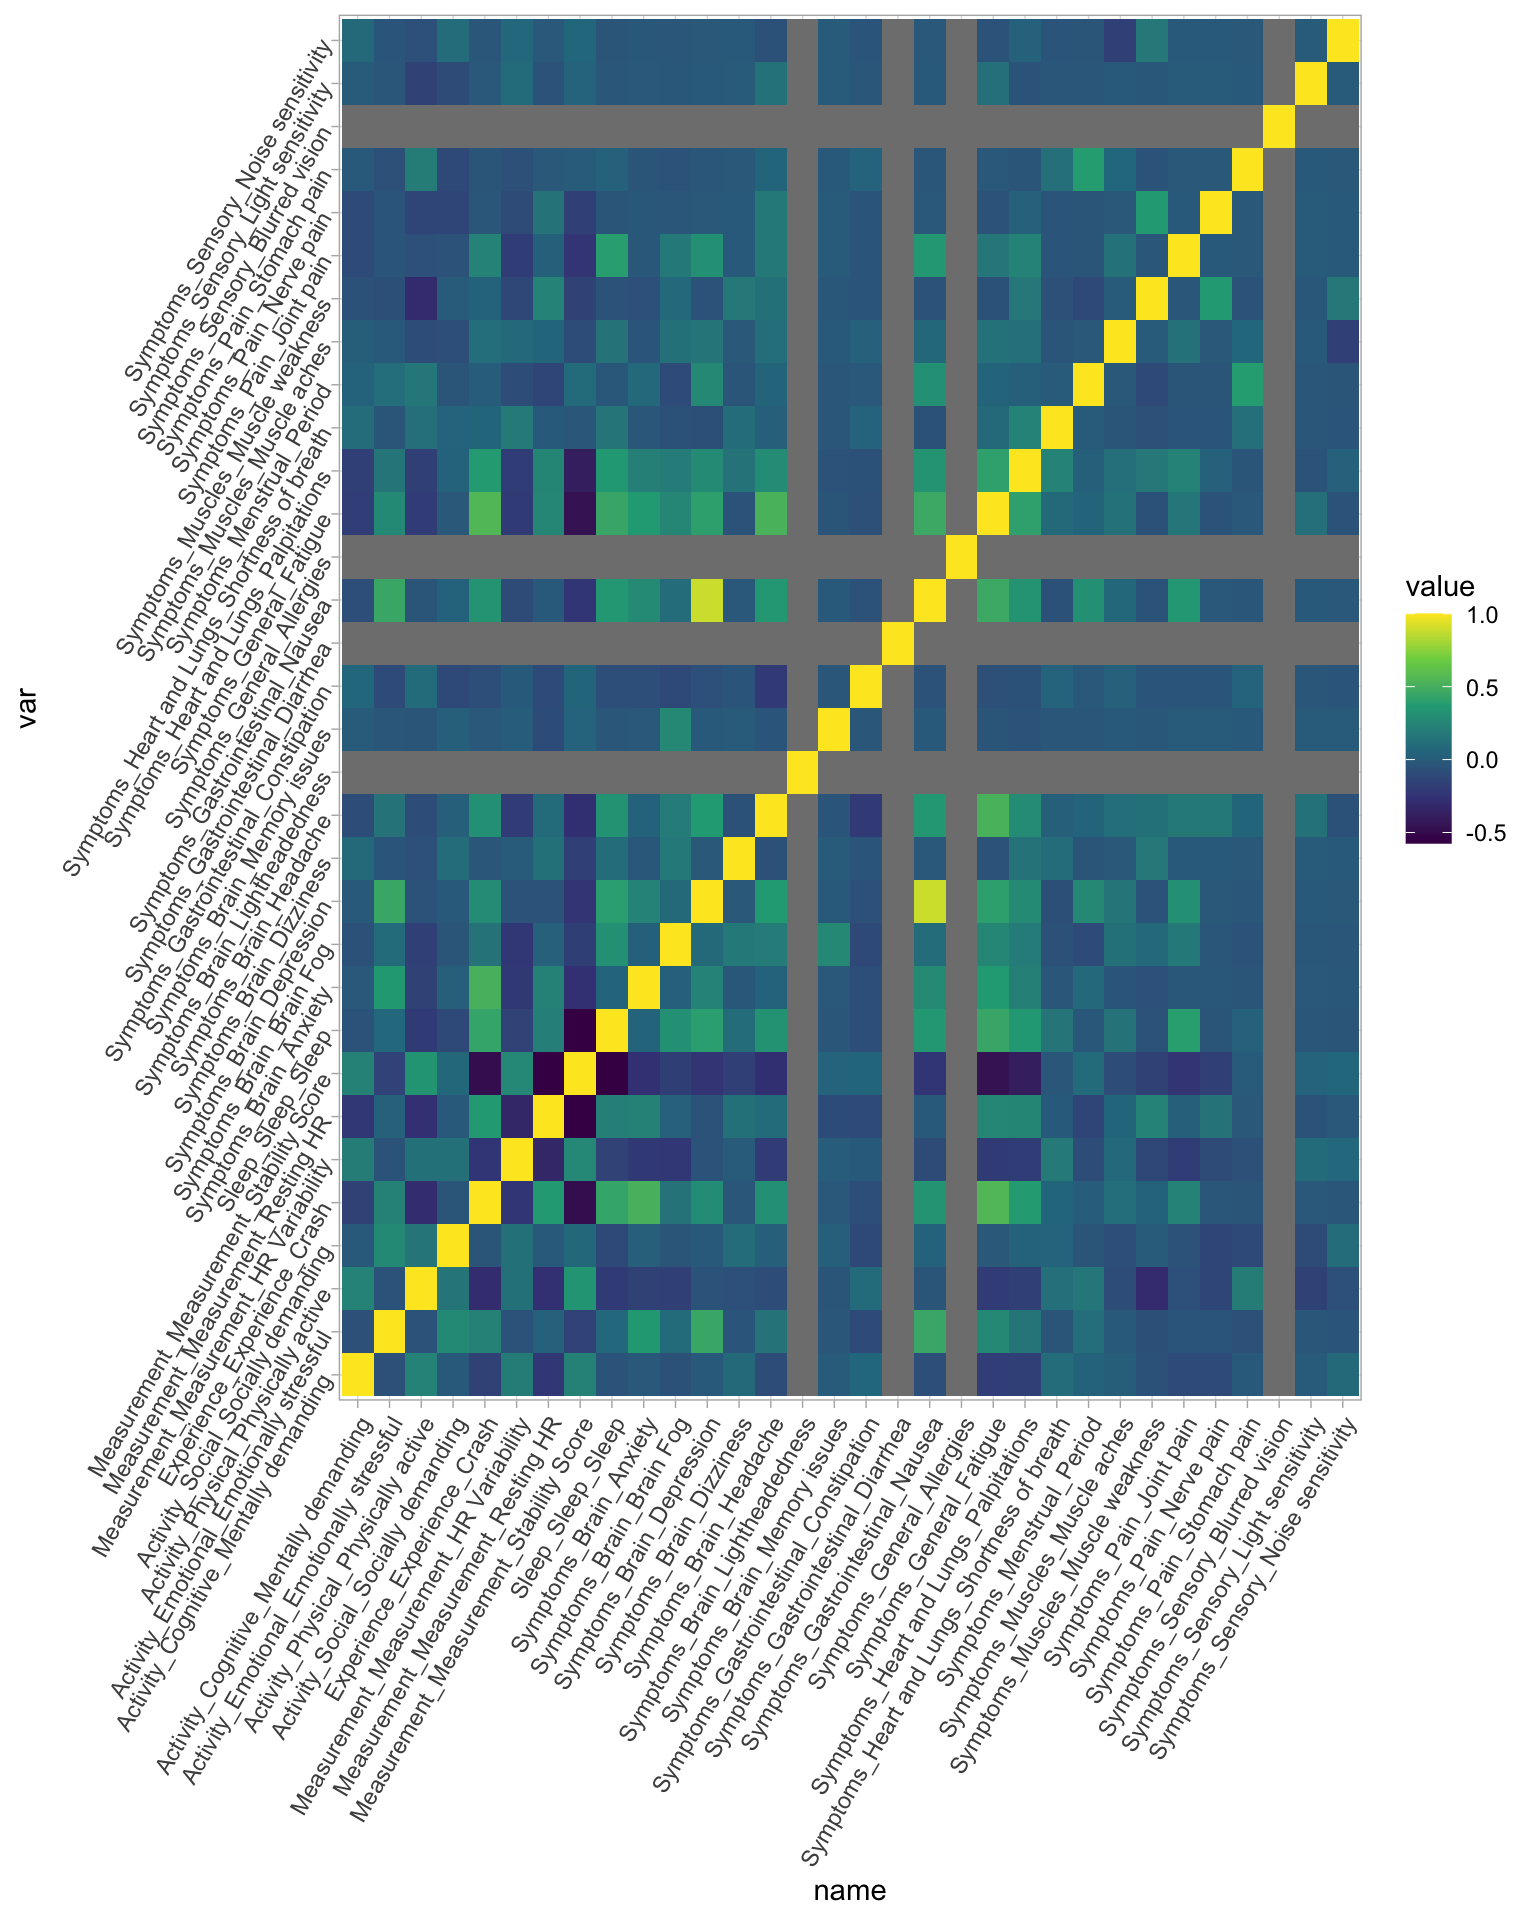 Symptoms_Sensory_Noise sensitivity
Symptoms_Sensory_Light sensitivity
Symptoms_Sensory_Blurred vision
Symptoms_Pain_Stomach pain
Symptoms_Pain_Nerve pain
Symptoms_Pain_Joint pain
Symptoms_Muscles_Muscle weakness
Symptoms_Muscles_Muscle aches
Symptoms_Menstrual_Period
Symptoms_Heart and Lungs_Shortness of breath
Symptoms_Heart and Lungs_Palpitations
Symptoms_General_Fatigue
Symptoms_General_Allergies
Symptoms_Gastrointestinal_Nausea
Symptoms_Gastrointestinal_Diarrhea
Symptoms_Gastrointestinal_Constipation
Symptoms_Brain_Memory issues
Symptoms_Brain_Lightheadedness
Symptoms_Brain_Headache
Symptoms_Brain_Dizziness
Symptoms_Brain_Depression
Symptoms_Brain_Brain Fog
Symptoms_Brain_Anxiety
Sleep_Sleep_Sleep
Measurement_Measurement_Stability Score
Measurement_Measurement_Resting HR
Measurement_Measurement_HR Variability
Experience_Experience_Crash
Activity_Social_Socially demanding
Activity_Physical_Physically active
Activity_Emotional_Emotionally stressful
Activity_Cognitive_Mentally demanding
var
value
1.0
0.5
0.0
-0.5
Activity_Cognitive_Mentally demanding
Activity_Emotional_Emotionally stressful
Activity_Physical_Physically active
Activity_Social_Socially demanding
Experience_Experience_Crash
Measurement_Measurement_HR Variability
Measurement_Measurement_Resting HR
Measurement_Measurement_Stability Score
Sleep_Sleep_Sleep
Symptoms_Brain_Anxiety
Symptoms_Brain_Brain Fog
Symptoms_Brain_Depression
Symptoms_Brain_Dizziness
Symptoms_Brain_Headache
Symptoms_Brain_Lightheadedness
Symptoms_Brain_Memory issues
Symptoms_Gastrointestinal_Constipation
Symptoms_Gastrointestinal_Diarrhea
Symptoms_Gastrointestinal_Nausea
Symptoms_General_Allergies
Symptoms_General_Fatigue
Symptoms_Heart and Lungs_Palpitations
Symptoms_Heart and Lungs_Shortness of breath
Symptoms_Menstrual_Period
Symptoms_Muscles_Muscle aches
Symptoms_Muscles_Muscle weakness
Symptoms_Pain_Joint pain
Symptoms_Pain_Nerve pain
Symptoms_Pain_Stomach pain
Symptoms_Sensory_Blurred vision
Symptoms_Sensory_Light sensitivity
Symptoms_Sensory_Noise sensitivity
name